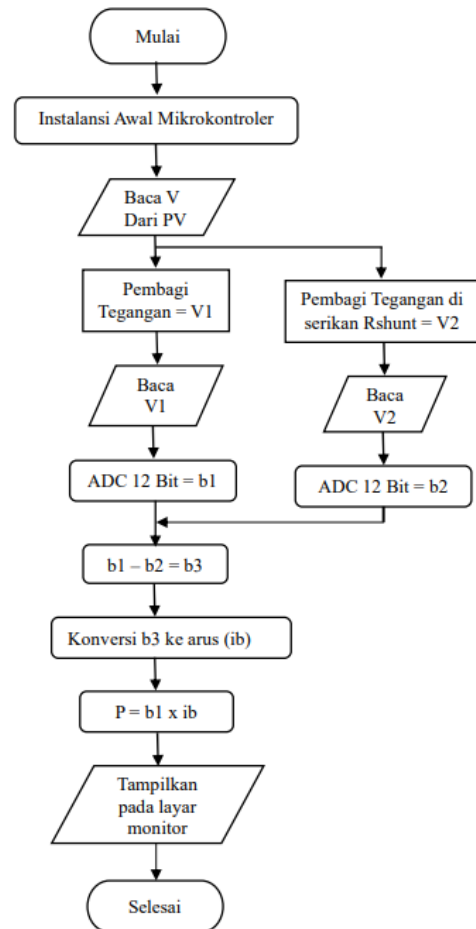 Mulai
Instalansi Awal Mikrokontroler
Baca V
Dari PV
Pembagi
Tegangan = V1
Pembagi Tegangan di
serikan Rshunt = V2
Baca
V1
Baca
V2
ADC 12 Bit = b1
ADC 12 Bit = b2
b1 – b2 = b3
Konversi b3 ke arus (ib)
P = b1 x ib
Tampilkan
pada layar
monitor
Selesai